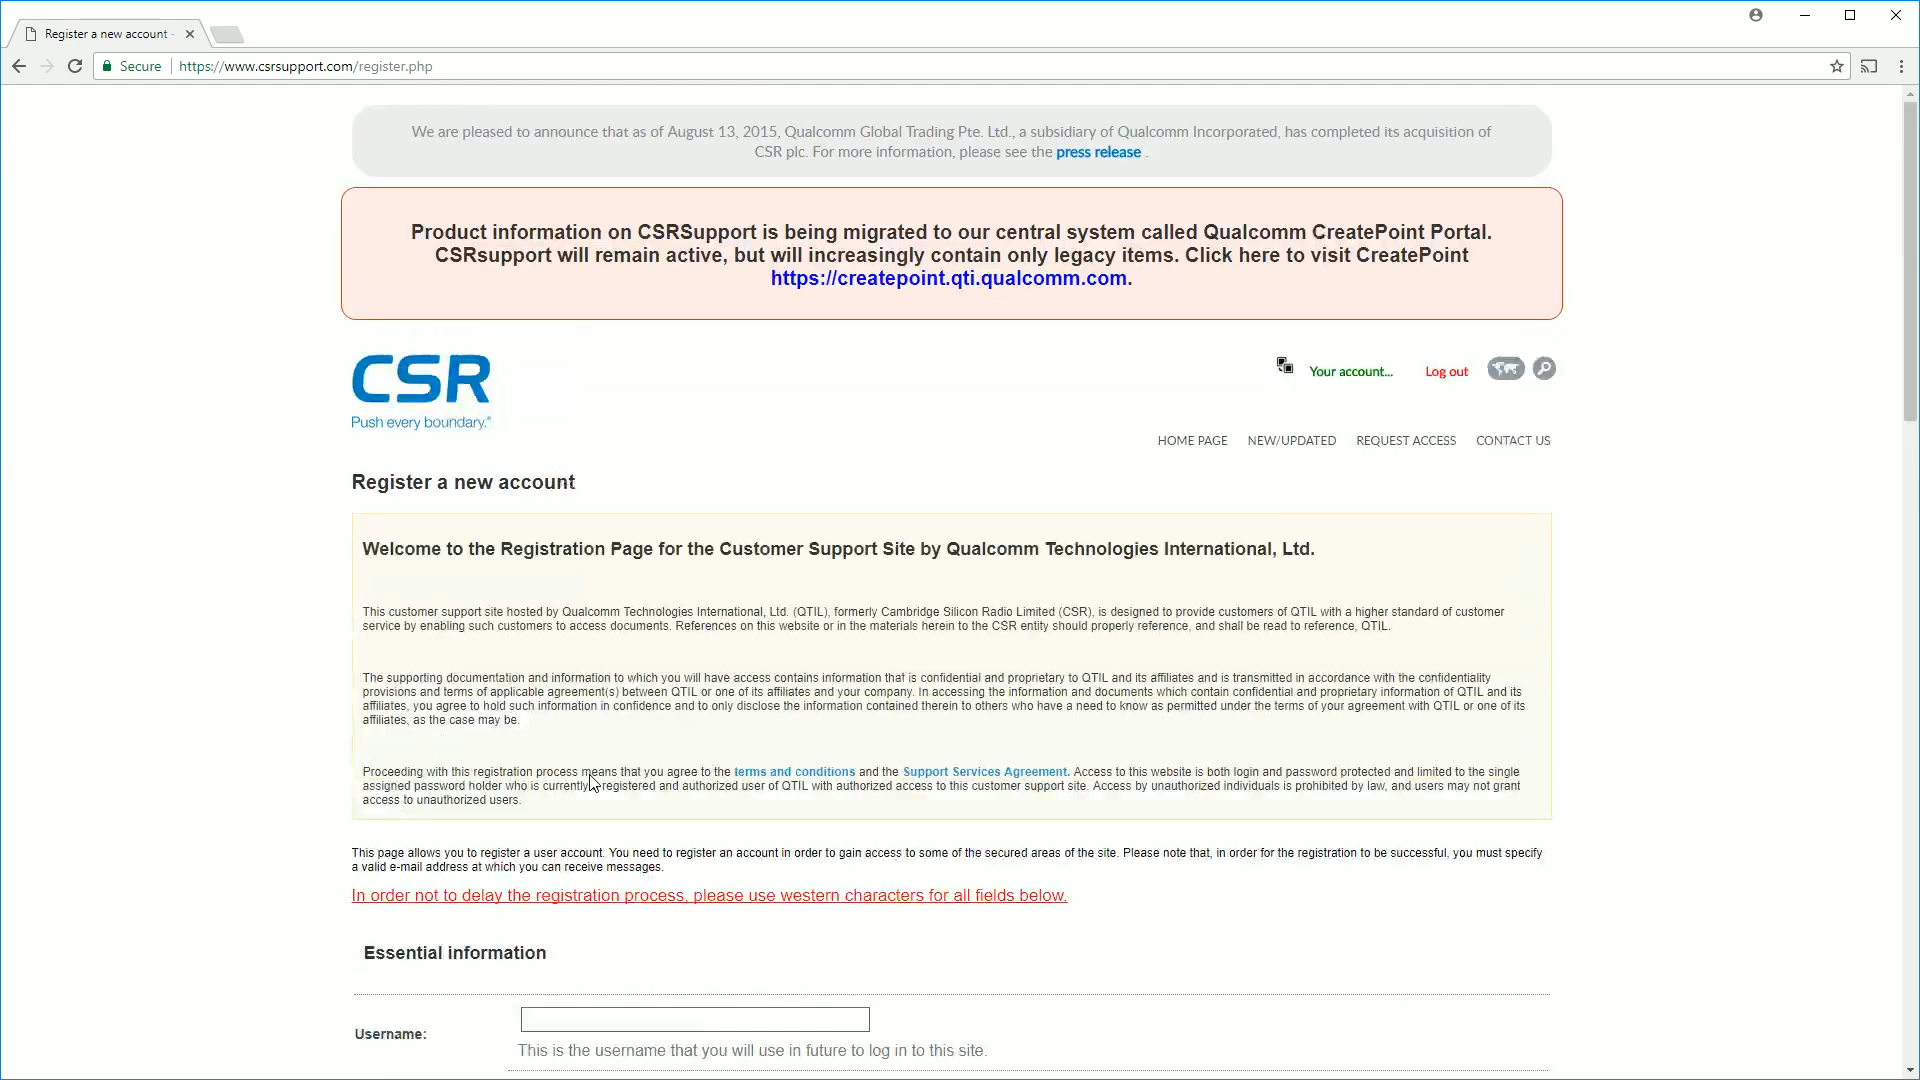 Register a new account -
Secure
https://www.csrsupport.com/register.php
We are pleased to announce that as of August 13, 2015, Qualcomm Global Trading Pte. Ltd., a subsidiary of Qualcomm Incorporated, has completed its acquisition of
CSR plc. For more information, please see the press release .
Product information on CSRSupport is being migrated to our central system called Qualcomm CreatePoint Portal.
CSRsupport will remain active, but will increasingly contain only legacy items. Click here to visit CreatePoint
https://createpoint.qti.qualcomm.com.
CSR
Push every boundary.®
Your account...
Log out
HOME PAGE NEW/UPDATED REQUEST ACCESS CONTACT US
Register a new account
Welcome to the Registration Page for the Customer Support Site by Qualcomm Technologies International, Ltd.
This customer support site hosted by Qualcomm Technologies International, Ltd. (QTIL), formerly Cambridge Silicon Radio Limited (CSR), is designed to provide customers of QTIL with a higher standard of customer
service by enabling such customers to access documents. References on this website or in the materials herein to the CSR entity should properly reference, and shall be read to reference, QTIL.
The supporting documentation and information to which you will have access contains information that is confidential and proprietary to QTIL and its affiliates and is transmitted in accordance with the confidentiality
provisions and terms of applicable agreement(s) between QTIL or one of its affiliates and your company. In accessing the information and documents which contain confidential and proprietary information of QTIL and its
affiliates, you agree to hold such information in confidence and to only disclose the information contained therein to others who have a need to know as permitted under the terms of your agreement with QTIL or one of its
affiliates, as the case may be.
Proceeding with this registration process means that you agree to the terms and conditions and the Support Services Agreement. Access to this website is both login and password protected and limited to the single
assigned password holder who is currently registered and authorized user of QTIL with authorized access to this customer support site. Access by unauthorized individuals is prohibited by law, and users may not grant
access to unauthorized users.
This page allows you to register a user account. You need to register an account in order to gain access to some of the secured areas of the site. Please note that, in order for the registration to be successful, you must specify
a valid e-mail address at which you can receive messages.
In order not to delay the registration process, please use western characters for all fields below.
Essential information
Username:
This is the username that you will use in future to log in to this site.